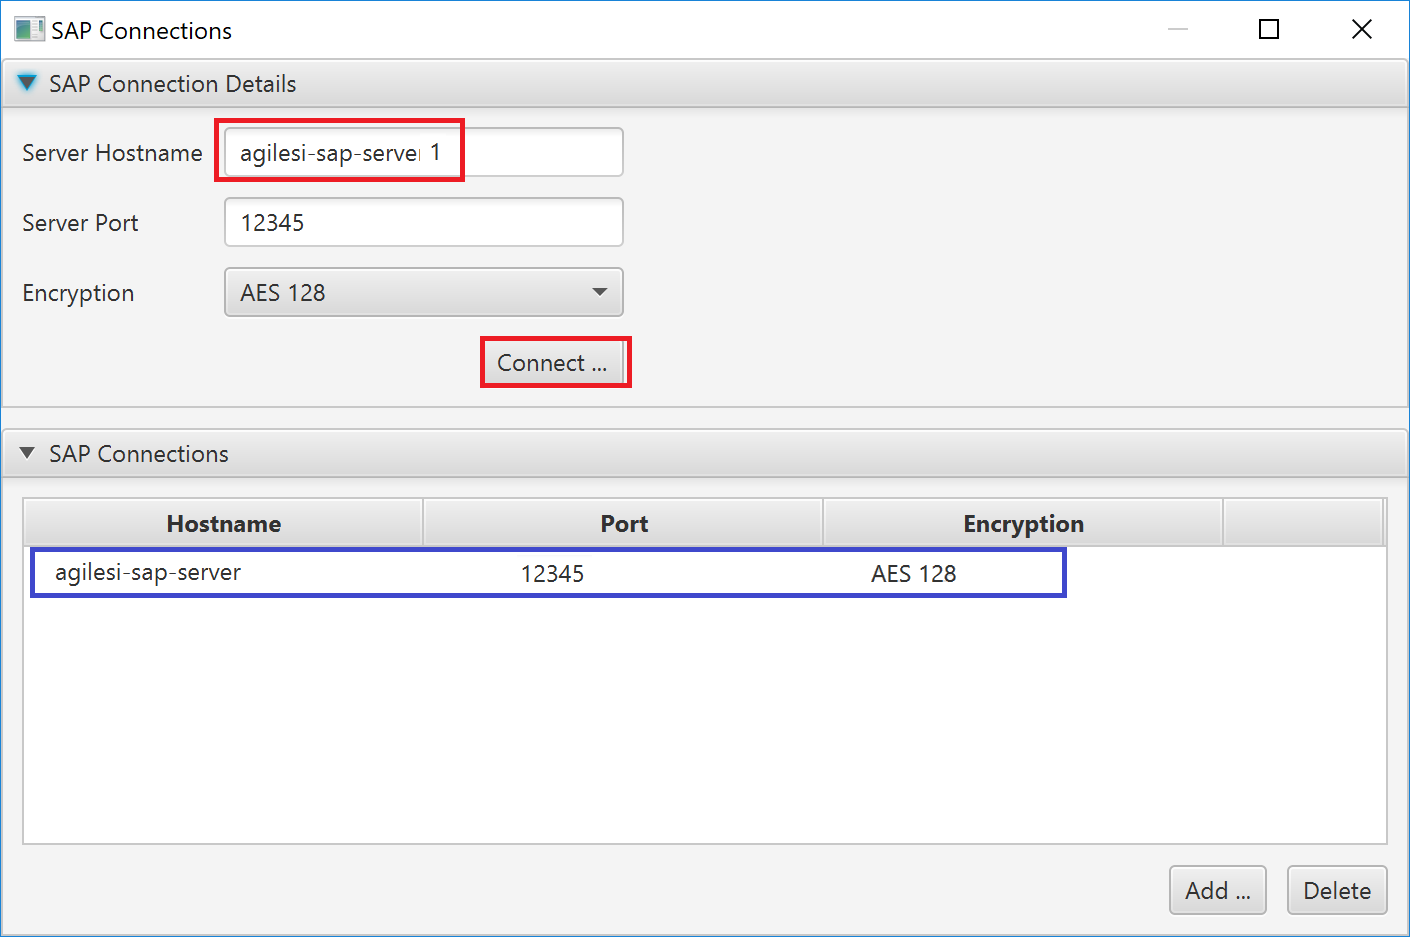 SAP Connections
SAP Connection Details
Server Hostname agilesi-sap-server 1
Server Port 12345
Encryption AES 128
Connect ...
SAP Connections
Hostname Port Encryption
agilesi-sap-server 12345 AES 128
Add ... Delete